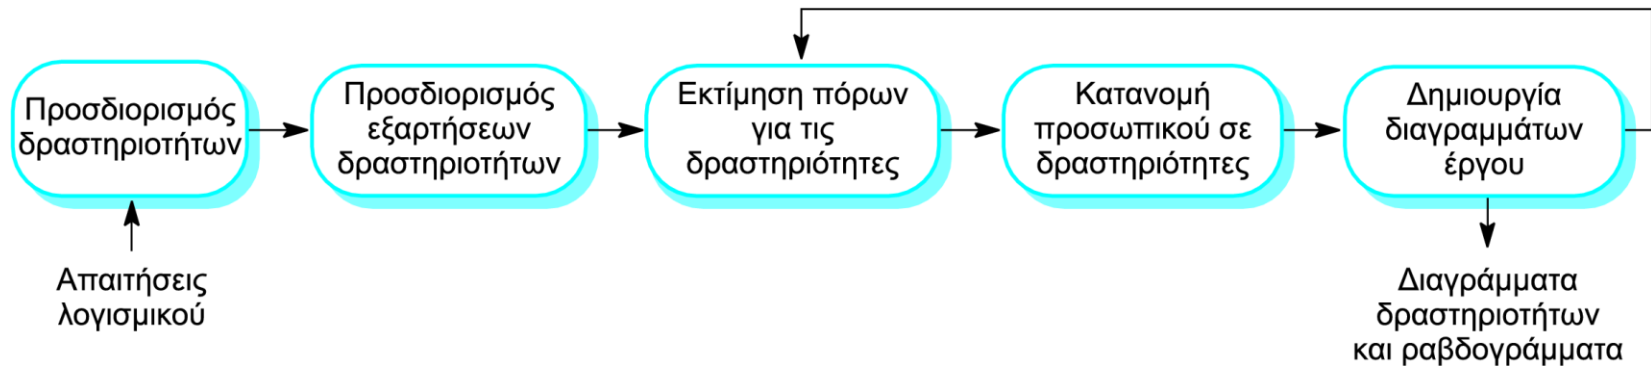 Προσδιορισμός
δραστηριοτήτων
Προσδιορισμός
εξαρτήσεων
δραστηριοτήτων
Εκτίμηση πόρων
για τις
δραστηριότητες
Κατανομή
προσωπικού σε
δραστηριότητες
Δημιουργία
διαγραμμάτων
έργου
Απαιτήσεις
λογισμικού
Διαγράμματα
δραστηριοτήτων
και ραβδογράμματα